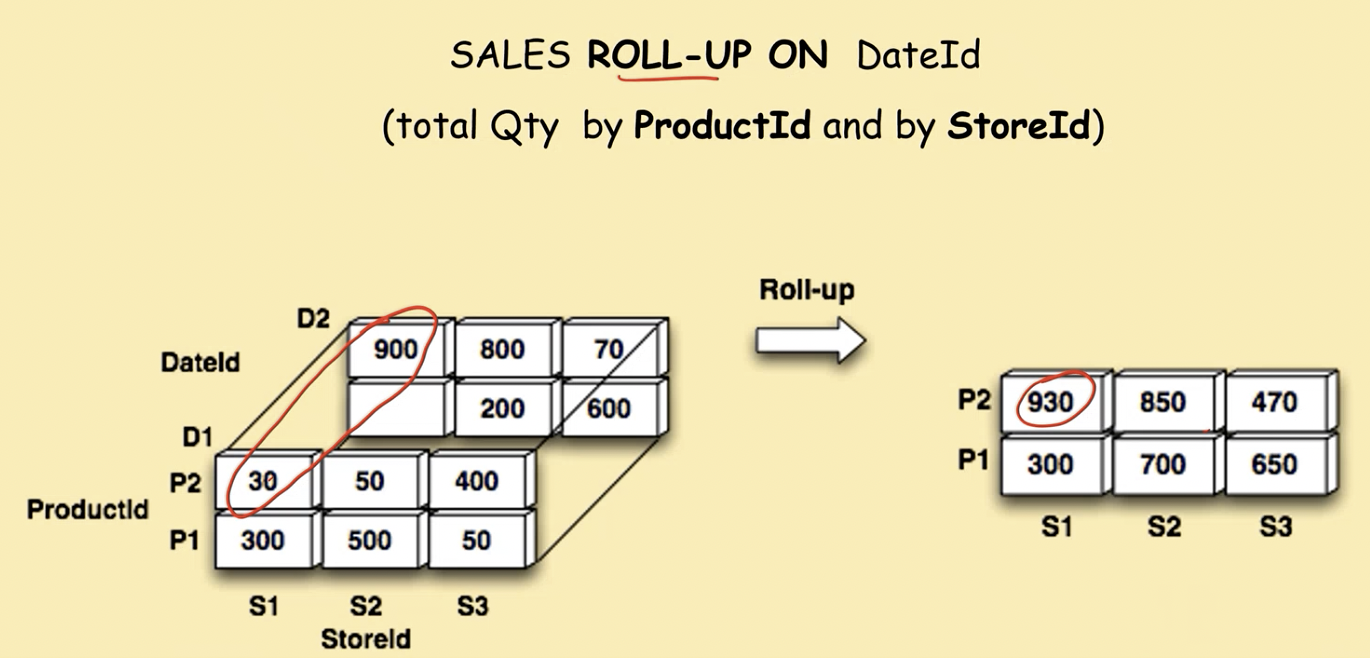 SALES ROLL-UP ON DateId
(total Qty by ProductId and by StoreId)
Roll-up
D2
900 800 70
DateId
200 600
D1
P2 30 50 400
ProductId
P1 300 500 50
S1 S2 S3
StoreId
P2 930 850 470
P1 300 700 650
S1 S2 S3